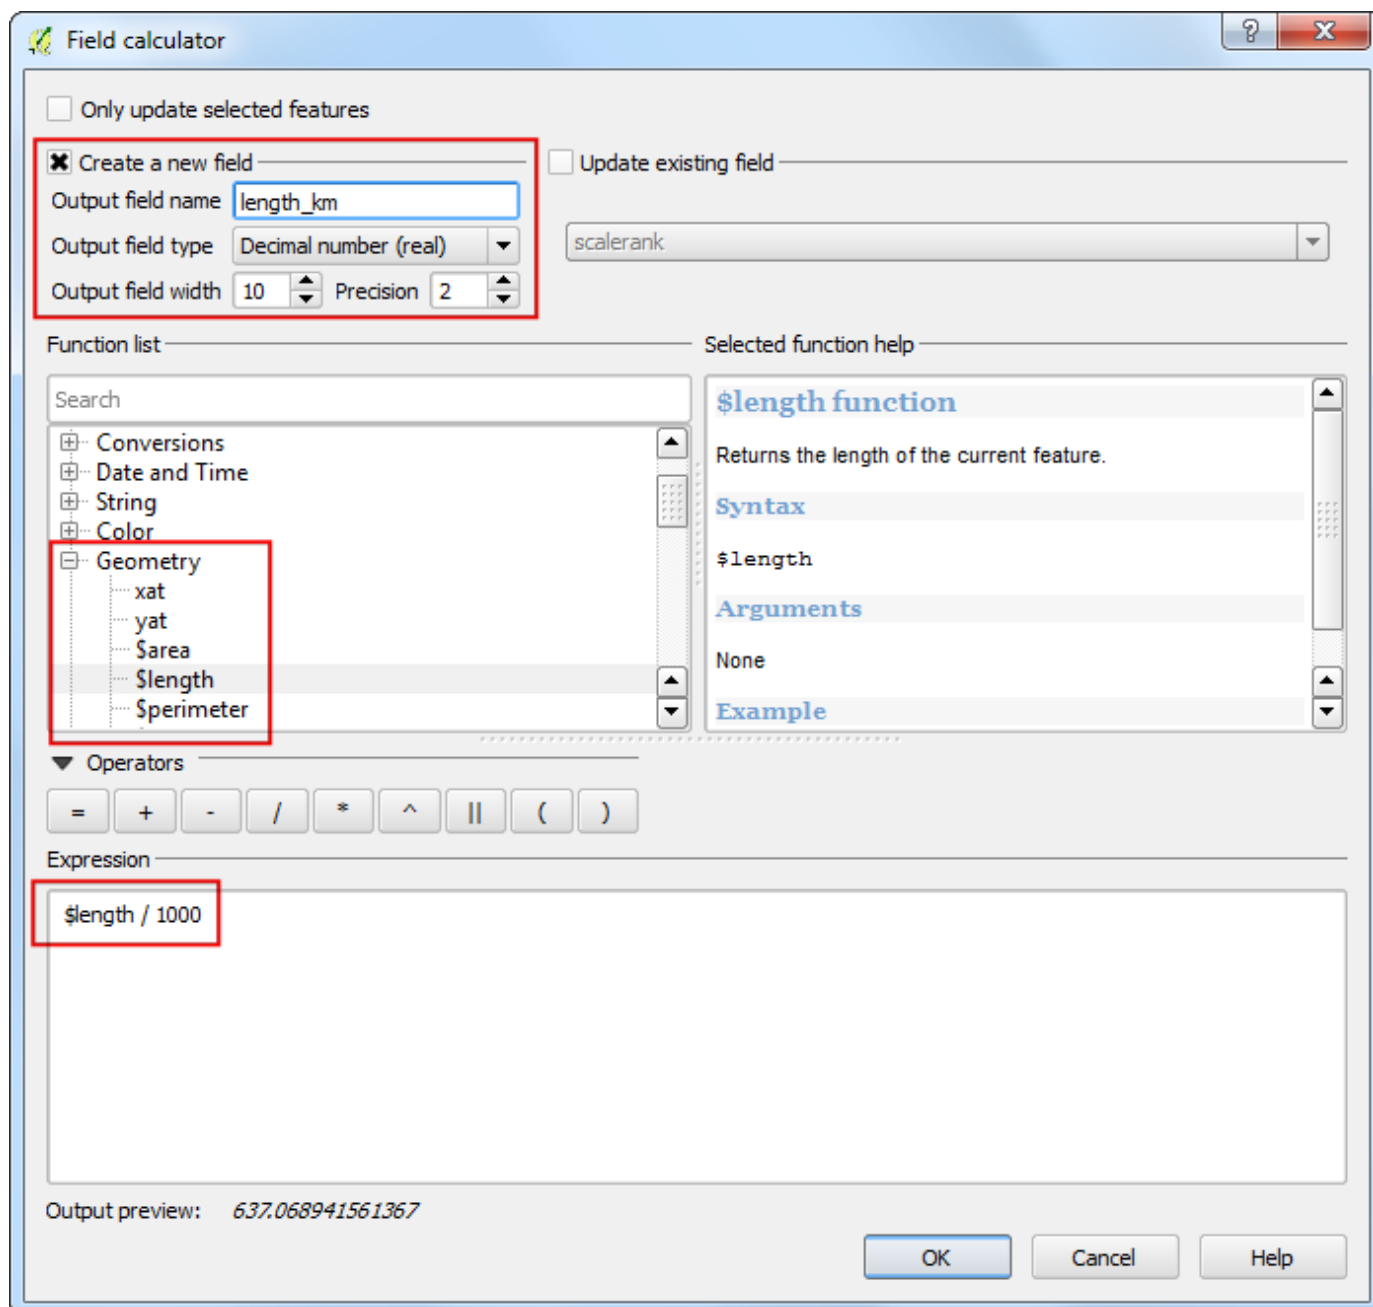 Field calculator
?
Only update selected features
Create a new field
Update existing field
Output field name length_km
Output field type Decimal number (real)
scalerank
Output field width 10 Precision 2
Function list
Selected function help
Search
Conversions
Date and Time
String
Color
Geometry
xat
yat
$area
$length
$perimeter
$length function
Returns the length of the current feature.
Syntax
$length
Arguments
None
Example
Operators
= + - / * ^ || ( )
Expression
$length / 1000
Output preview: 637.068941561367
OK Cancel Help